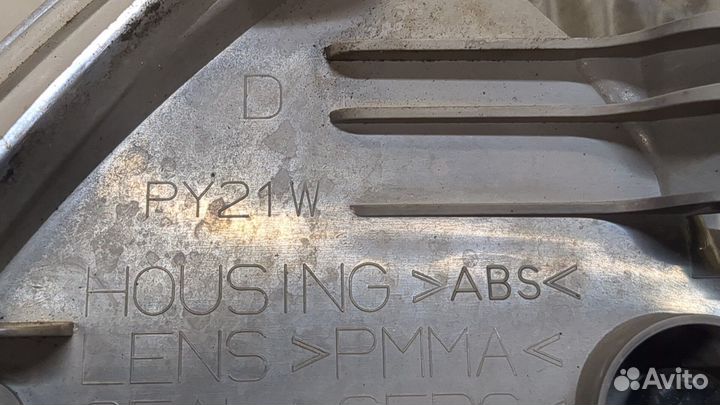 D
PY21W
HOUSING >ABS<
LENS >PMMA<
Avito